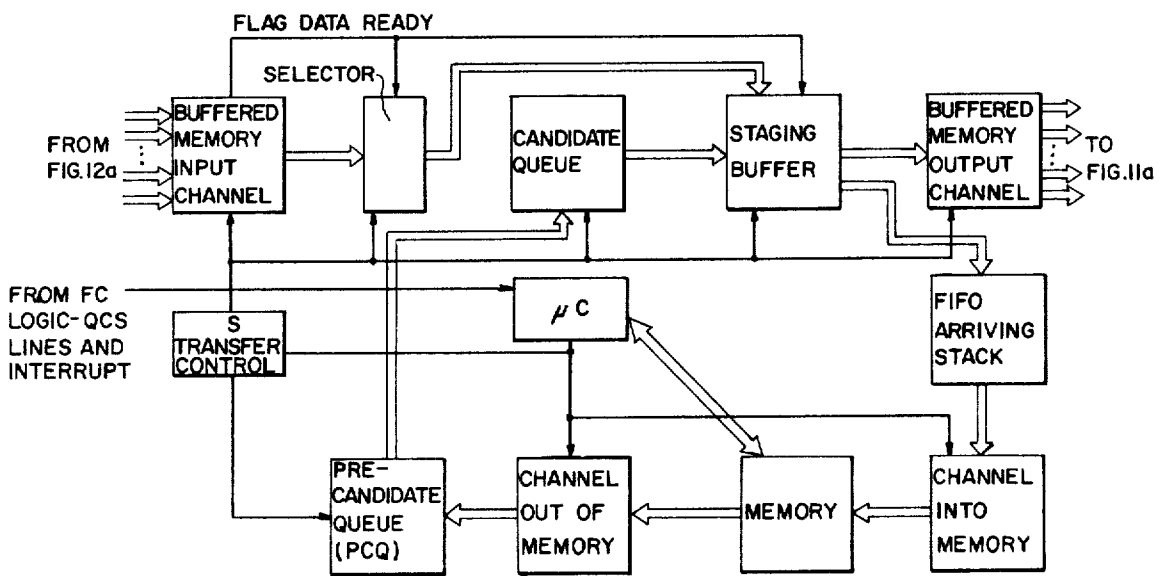 FLAG DATA READY
SELECTOR
FROM
FIG.12a
BUFFERED
MEMORY
INPUT
CHANNEL
CANDIDATE
QUEUE
STAGING
BUFFER
BUFFERED
MEMORY
OUTPUT
CHANNEL
TO
FIG.11a
FROM FC
LOGIC-QCS
LINES AND
INTERRUPT
S
TRANSFER
CONTROL
μC
FIFO
ARRIVING
STACK
PRE-
CANDIDATE
QUEUE
(PCQ)
CHANNEL
OUT OF
MEMORY
MEMORY
CHANNEL
INTO
MEMORY